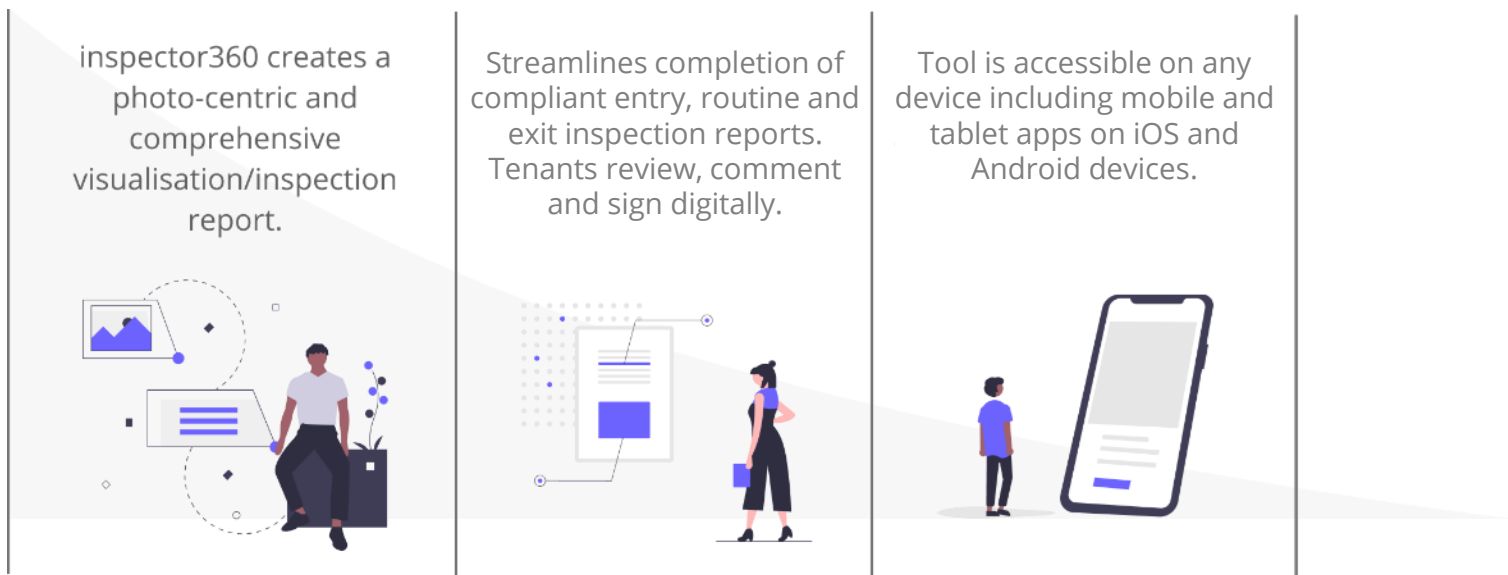 inspector360 creates a
photo-centric and
comprehensive
visualisation/inspection
report.
Streamlines completion of
compliant entry, routine and
exit inspection reports.
Tenants review, comment
and sign digitally.
Tool is accessible on any
device including mobile and
tablet apps on iOS and
Android devices.